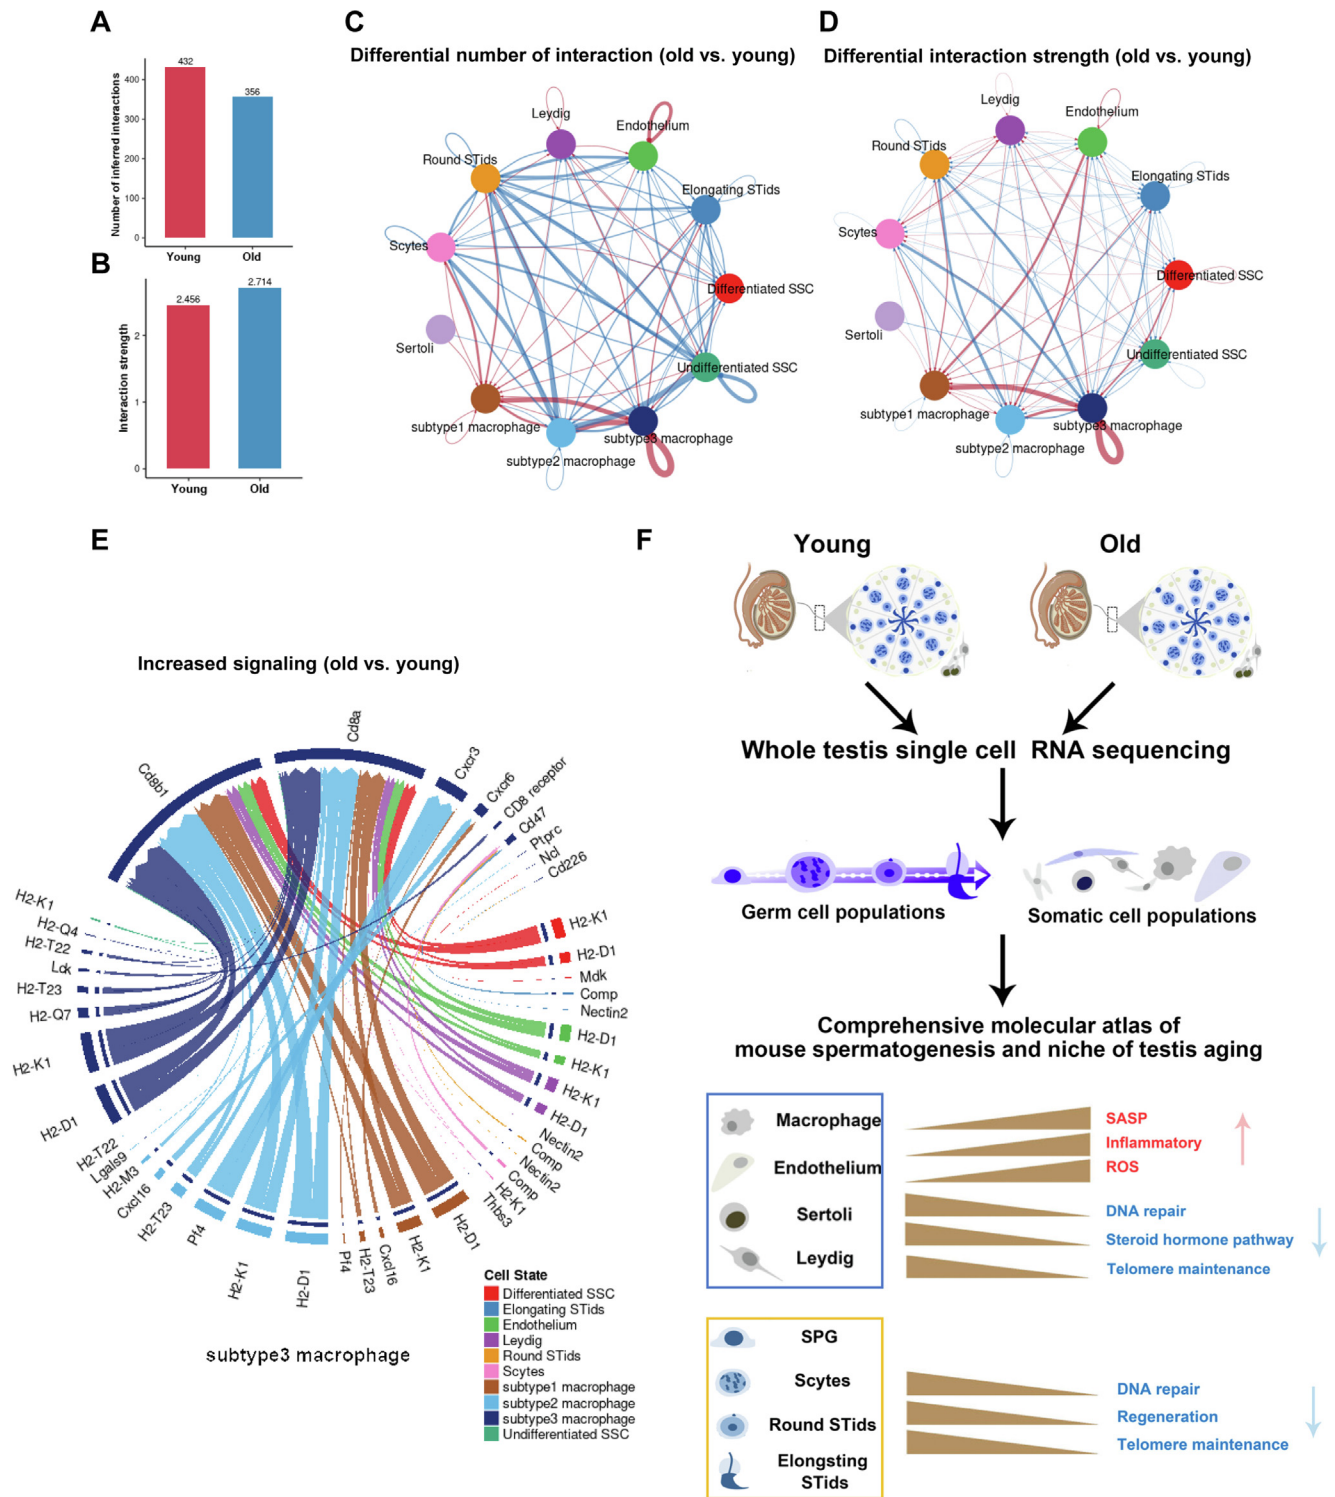 A
Number of inferred interactions
400
300
200
100
0
432
356
Young
Old
B
Interaction strength
2
1
0
2.456
2.714
Young
Old
C
Differential number of interaction (old vs. young)
Leydig
Endothelium
Round STids
Elongating STids
Scytes
Differentiated SSC
Sertoli
Undifferentiated SSC
subtype1 macrophage
subtype3 macrophage
subtype2 macrophage
D
Differential interaction strength (old vs. young)
Leydig
Endothelium
Round STids
Elongating STids
Scytes
Differentiated SSC
Sertoli
Undifferentiated SSC
subtype1 macrophage
subtype3 macrophage
subtype2 macrophage
E
Increased signaling (old vs. young)
Cd8b1
Cd8a
Cxcr3
Cxcr6
CD8 receptor
Cd47
Ptprc
Ncl
Cd226
H2-K1
H2-D1
Mdk
Comp
Nectin2
H2-D1
H2-K1
H2-K1
H2-D1
Nectin2
Comp
Nectin2
Comp
H2-K1
Thbs3
H2-D1
H2-K1
Cxcl16
H2-T23
Pf4
H2-D1
H2-K1
Pf4
H2-T23
Cxcl16
H2-M3
Lgals9
H2-T22
H2-D1
H2-K1
H2-Q7
H2-T23
Lck
H2-T22
H2-Q4
H2-K1
subtype3 macrophage
Cell State
Differentiated SSC
Elongating STids
Endothelium
Leydig
Round STids
Scytes
subtype1 macrophage
subtype2 macrophage
subtype3 macrophage
Undifferentiated SSC
F
Young
Old
Whole testis single cell RNA sequencing
Germ cell populations
Somatic cell populations
Comprehensive molecular atlas of
mouse spermatogenesis and niche of testis aging
Macrophage
Endothelium
Sertoli
Leydig
SASP
Inflammatory
ROS
DNA repair
Steroid hormone pathway
Telomere maintenance
SPG
Scytes
Round STids
Elongsting
STids
DNA repair
Regeneration
Telomere maintenance